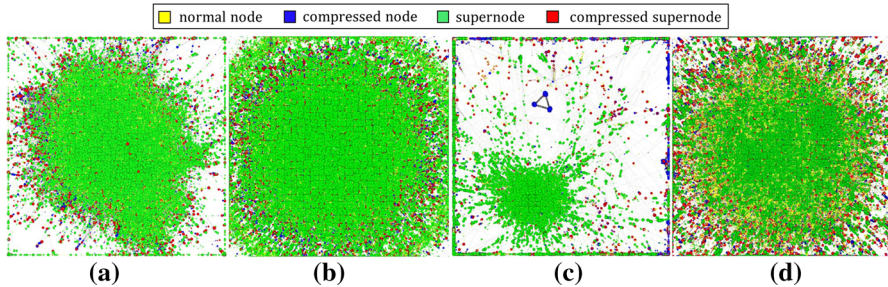 normal node compressed node supernode compressed supernode
(a) (b) (c) (d)